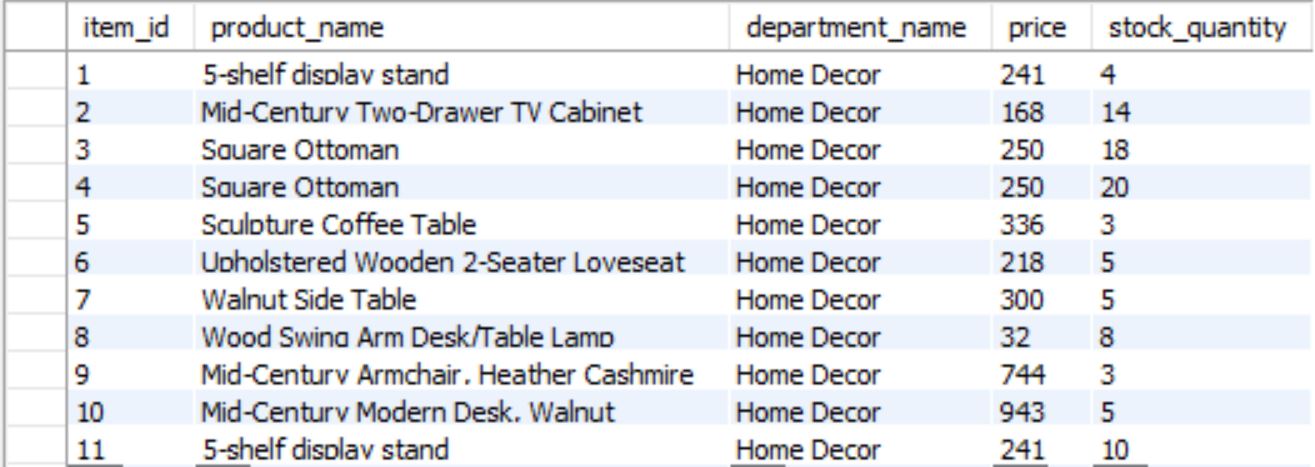 item_id product_name department_name price stock_quantity
1 5-shelf display stand Home Decor 241 4
2 Mid-Century Two-Drawer TV Cabinet Home Decor 168 14
3 Square Ottoman Home Decor 250 18
4 Square Ottoman Home Decor 250 20
5 Sculpture Coffee Table Home Decor 336 3
6 Upholstered Wooden 2-Seater Loveseat Home Decor 218 5
7 Walnut Side Table Home Decor 300 5
8 Wood Swing Arm Desk/Table Lamp Home Decor 32 8
9 Mid-Century Armchair, Heather Cashmire Home Decor 744 3
10 Mid-Century Modern Desk, Walnut Home Decor 943 5
11 5-shelf display stand Home Decor 241 10